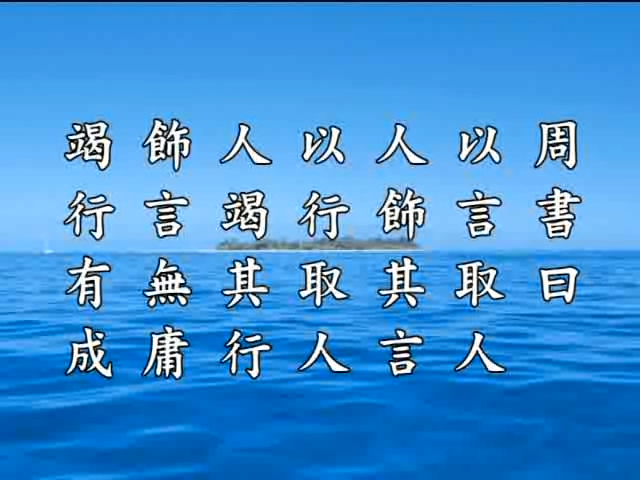 周書曰
以言取人
人飾其言
以行取人
人竭其行
飾言無庸
竭行有成